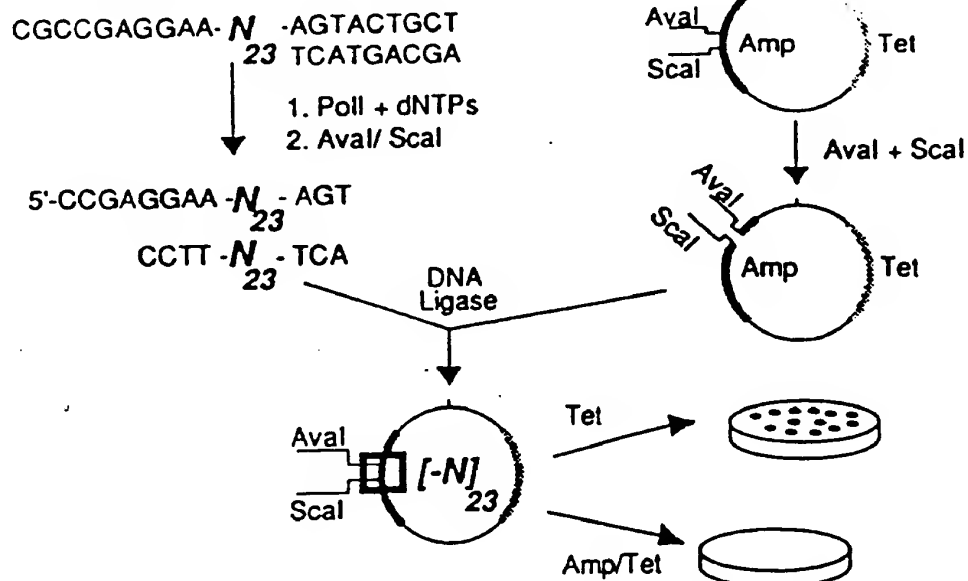 CGCCGAGGAA- N 23 -AGTACTGCT
TCATGACGA
1. PolI + dNTPs
2. AvaI/ ScaI
5'-CCGAGGAA -N 23 - AGT
CCTT -N 23 - TCA
AvaI
ScaI
Amp
Tet
AvaI + ScaI
AvaI
ScaI
Amp
Tet
DNA
Ligase
AvaI
ScaI
[-N] 23
Tet
Amp/Tet